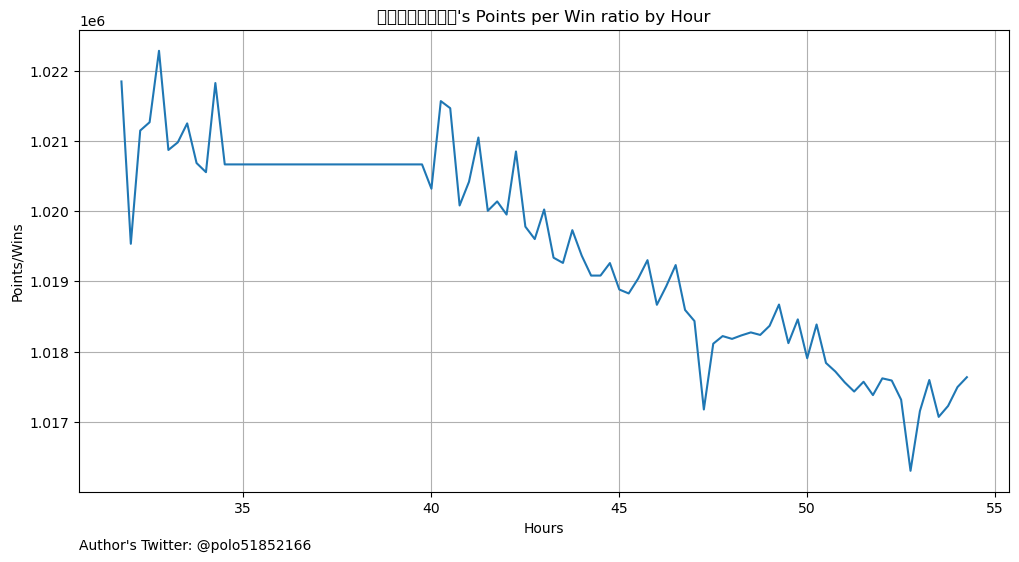 's Points per Win ratio by Hour
1e6
1.022
1.021
1.020
1.019
1.018
1.017
Points/Wins
35 40 45 50 55
Hours
Author's Twitter: @polo51852166